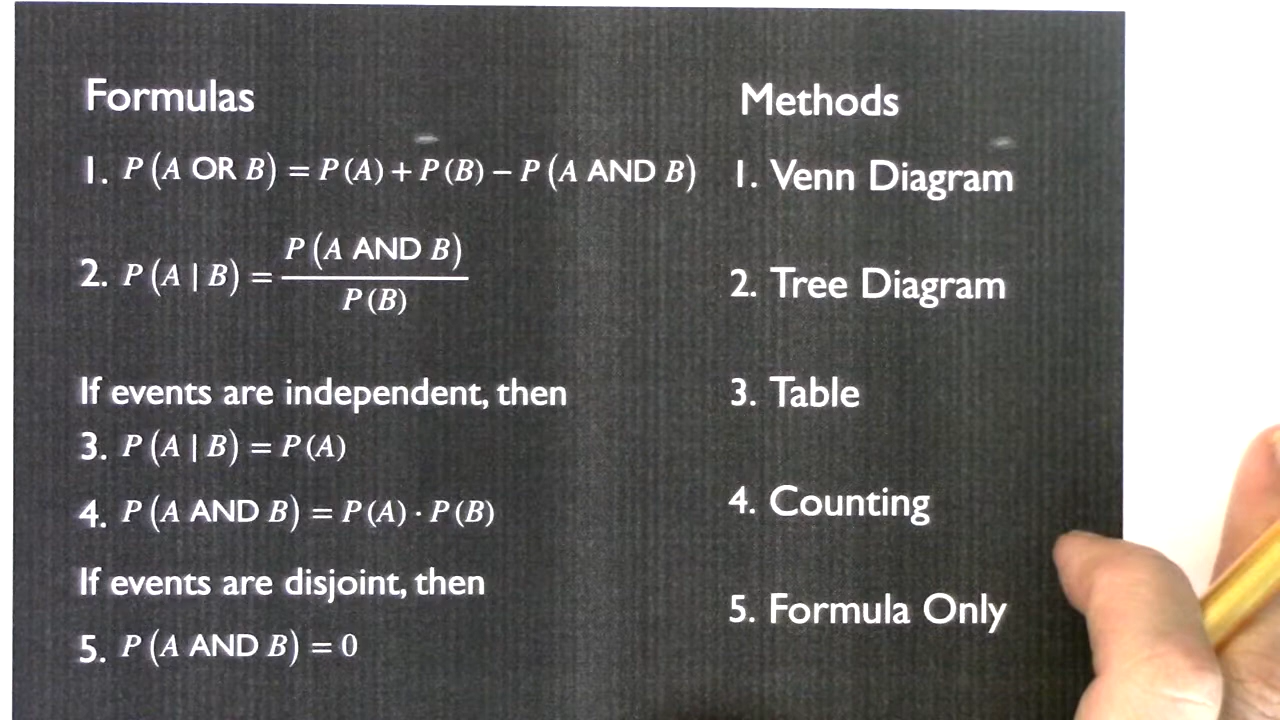 Formulas
1. P(A OR B) = P(A) + P(B) − P(A AND B)
2. P(A | B) = P(A AND B) / P(B)
If events are independent, then
3. P(A | B) = P(A)
4. P(A AND B) = P(A) · P(B)
If events are disjoint, then
5. P(A AND B) = 0
Methods
1. Venn Diagram
2. Tree Diagram
3. Table
4. Counting
5. Formula Only